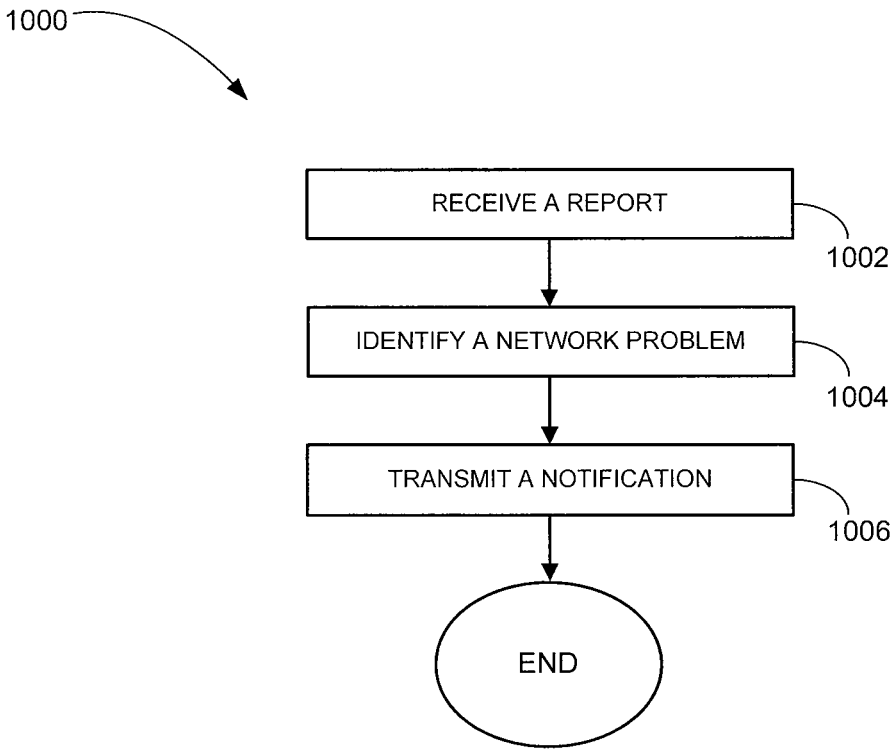 1000
RECEIVE A REPORT
1002
IDENTIFY A NETWORK PROBLEM
1004
TRANSMIT A NOTIFICATION
1006
END